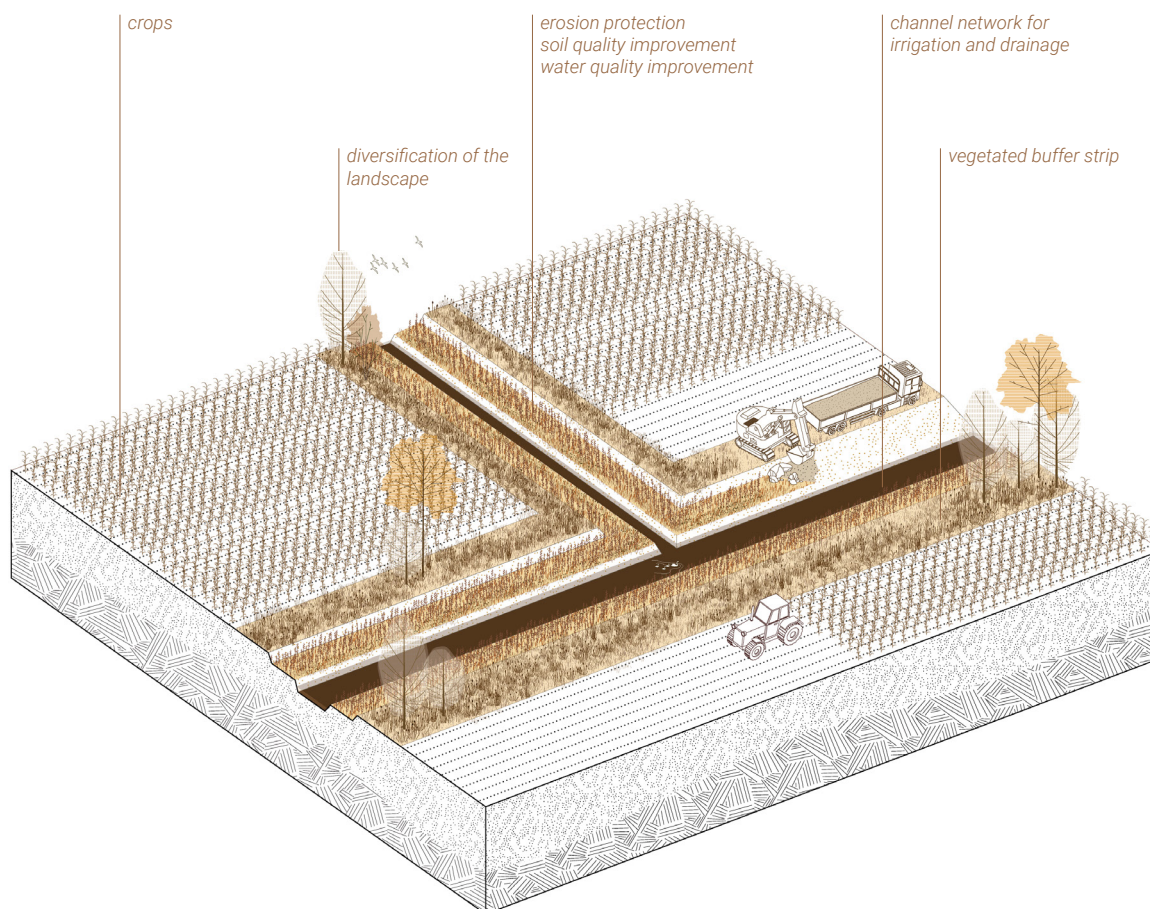 crops
erosion protection
soil quality improvement
water quality improvement
channel network for
irrigation and drainage
diversification of the
landscape
vegetated buffer strip